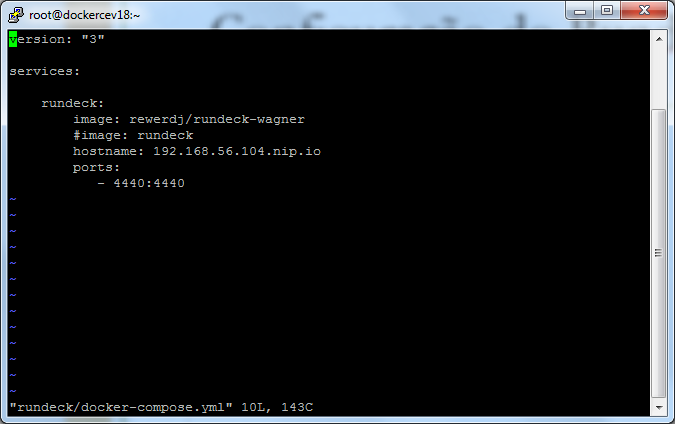 root@dockercev18:~
version: "3"
services:
rundeck:
image: rewerdj/rundeck-wagner
#image: rundeck
hostname: 192.168.56.104.nip.io
ports:
- 4440:4440
~
~
~
~
~
~
~
~
~
~
~
~
~
"rundeck/docker-compose.yml" 10L, 143C